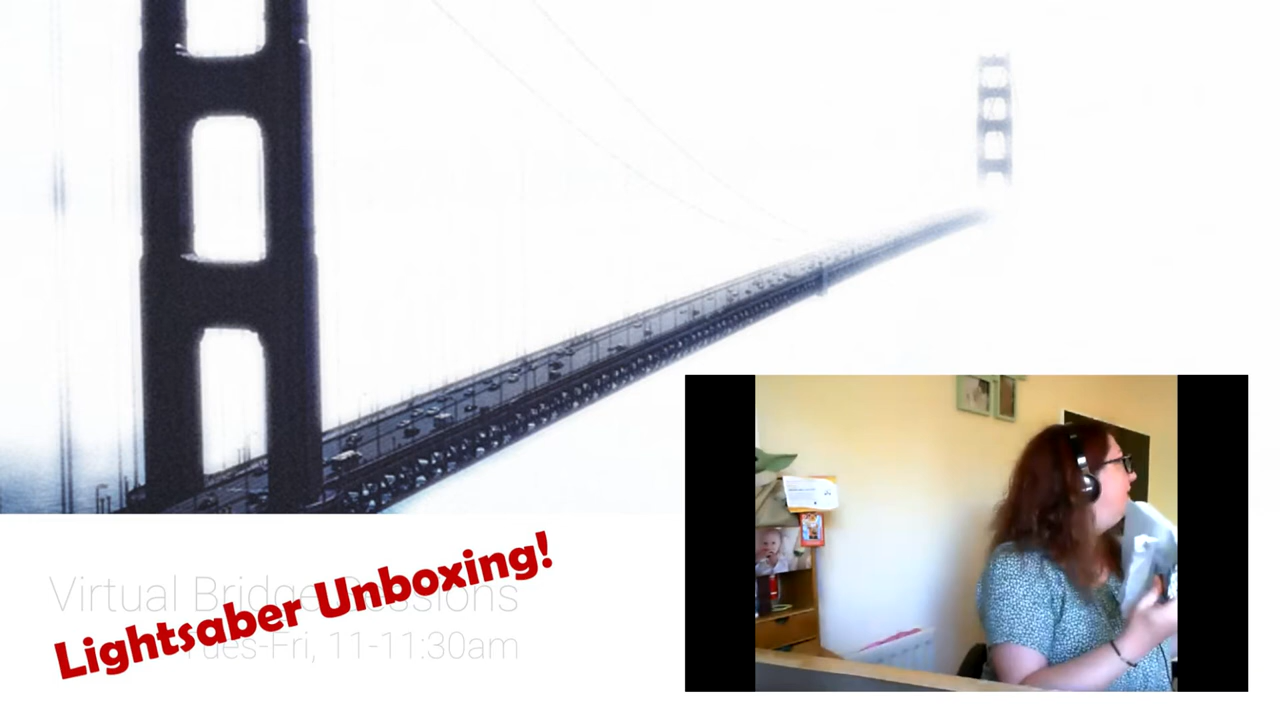 Virtual Bridge Sessions
Lightsaber Unboxing!
Tues-Fri, 11-11:30am